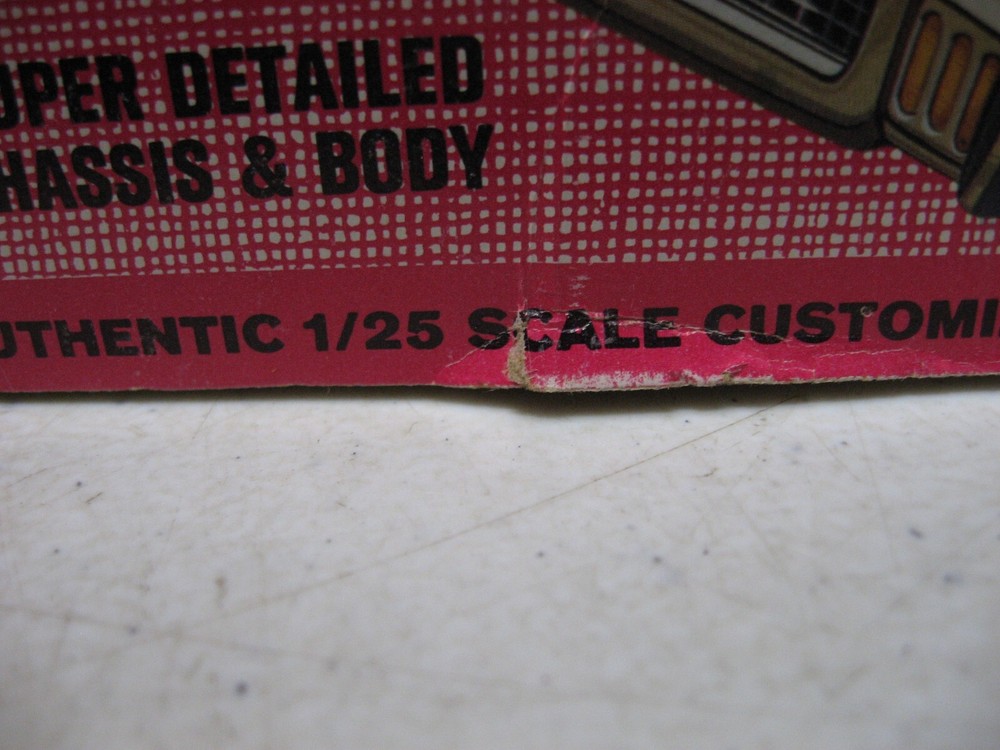 UPER DETAILED
HASSIS & BODY
UTHENTIC 1/25 SCALE CUSTOMI